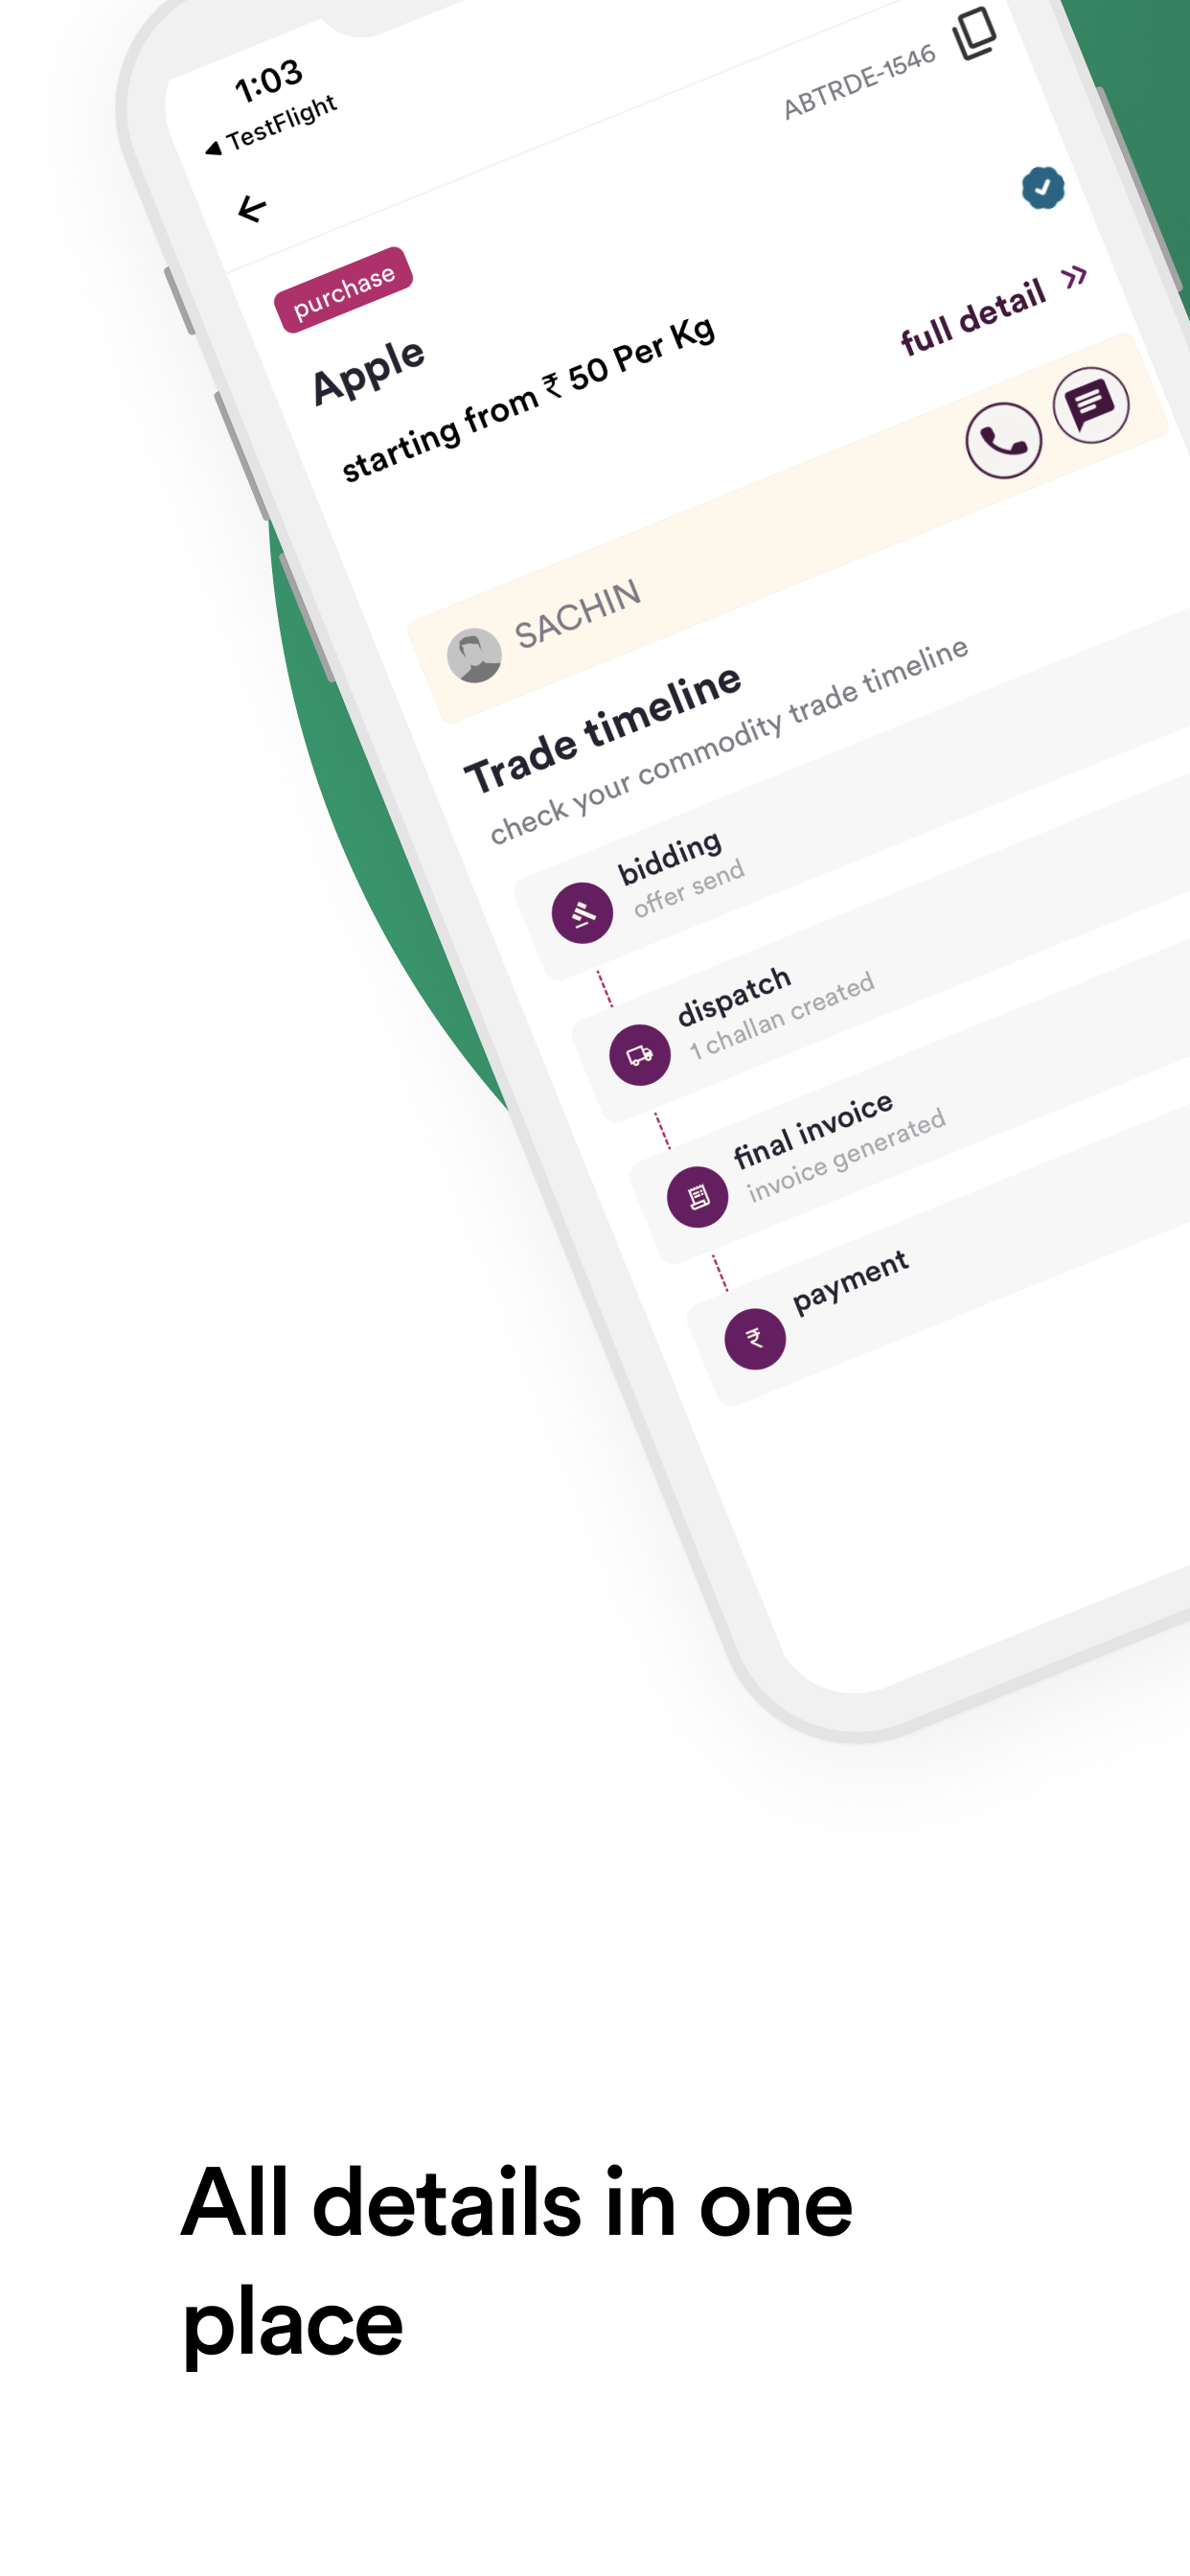 1:03
◀ TestFlight
ABTRDE-1546
purchase
Apple
starting from ₹ 50 Per Kg
full detail
SACHIN
Trade timeline
check your commodity trade timeline
bidding
offer send
dispatch
1 challan created
final invoice
invoice generated
₹
payment
All details in one
place